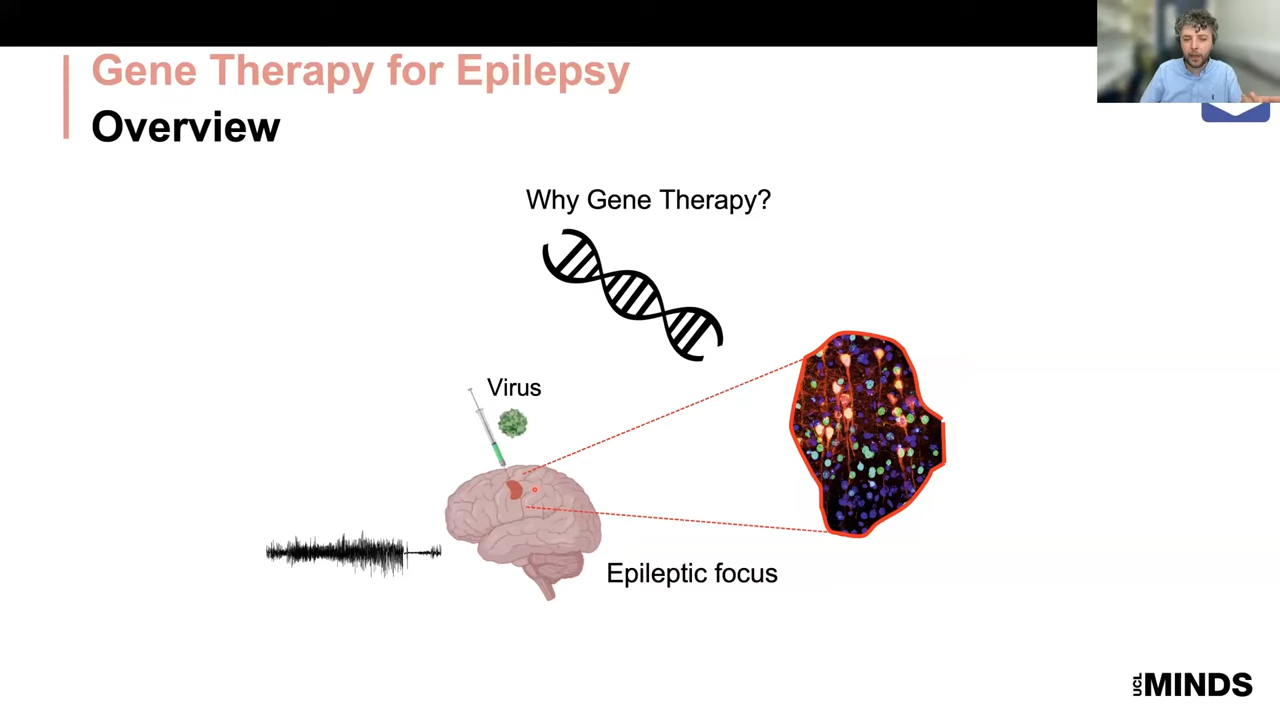 Gene Therapy for Epilepsy
Overview
Why Gene Therapy?
Virus
Epileptic focus
UCL MINDS